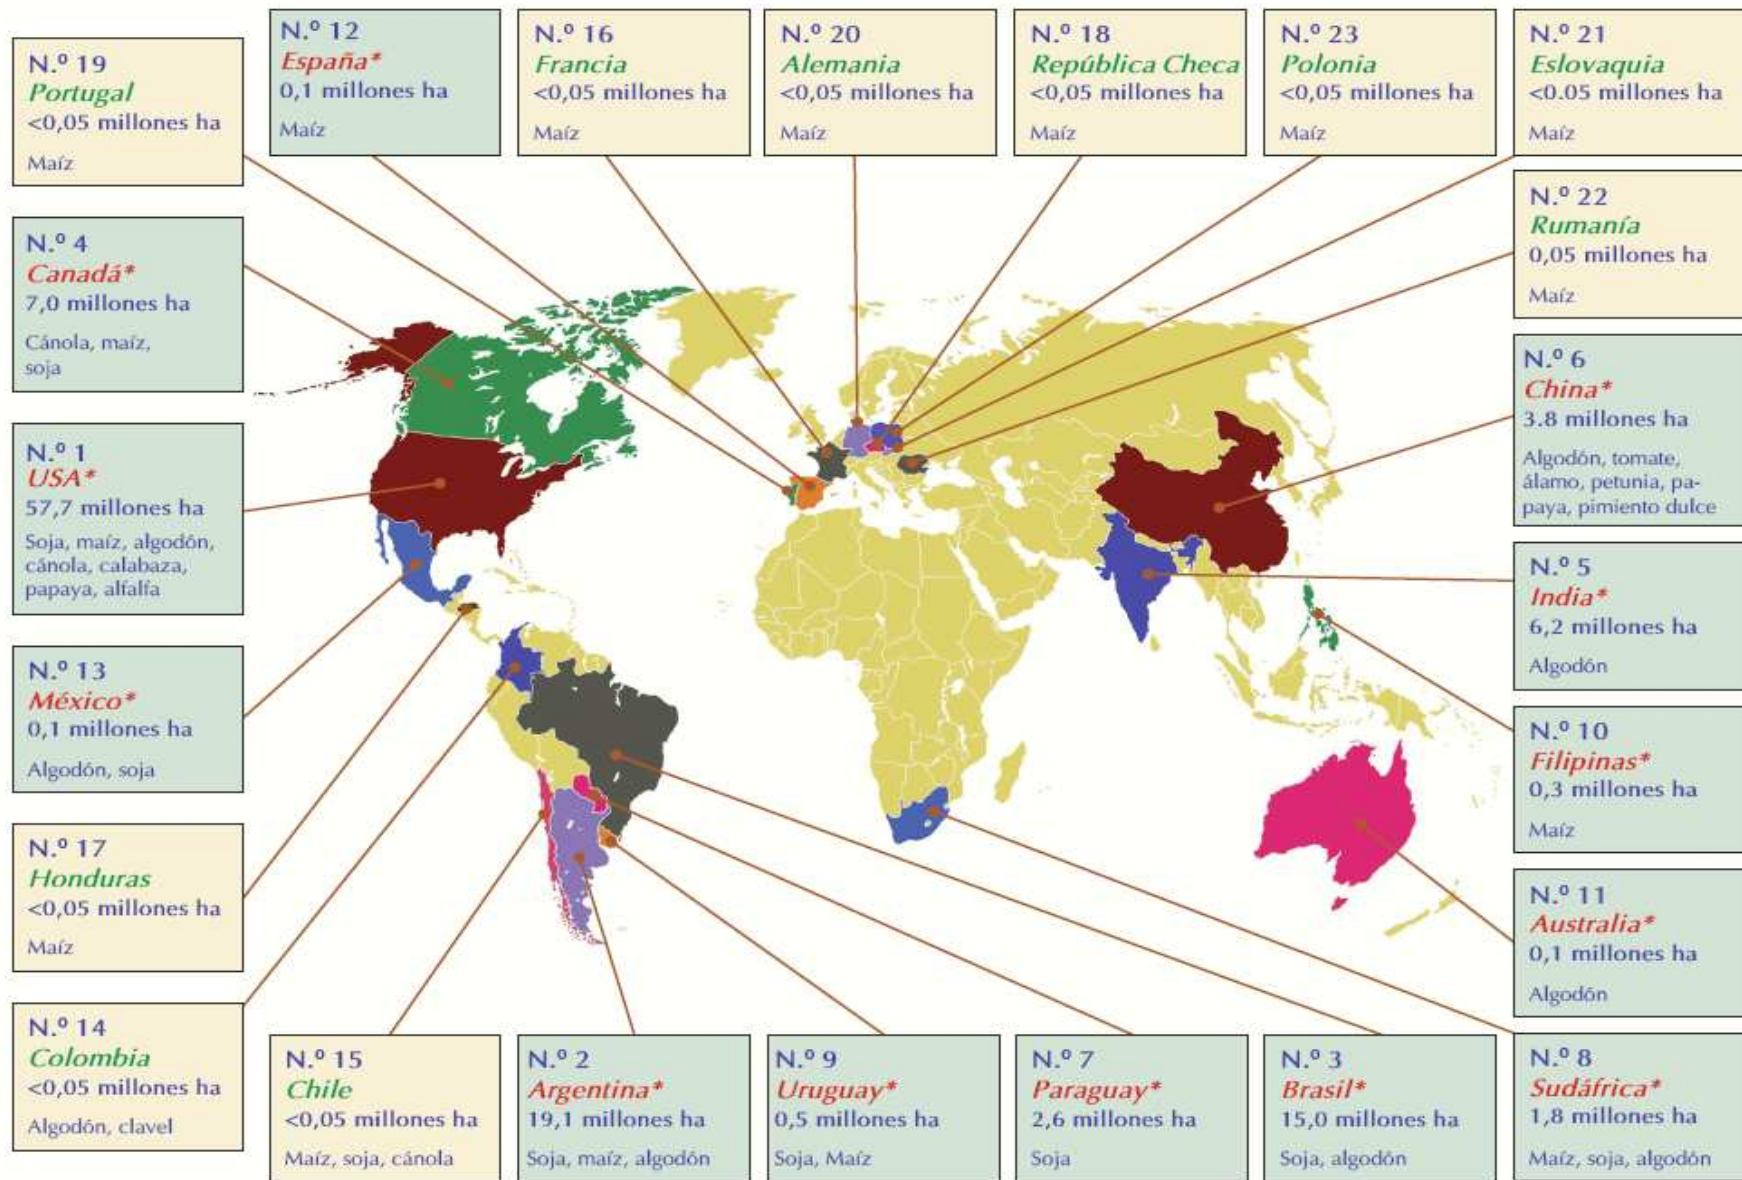 N.º 19
Portugal
<0,05 millones ha
Maíz
N.º 12
España*
0,1 millones ha
Maíz
N.º 16
Francia
<0,05 millones ha
Maíz
N.º 20
Alemania
<0,05 millones ha
Maíz
N.º 18
República Checa
<0,05 millones ha
Maíz
N.º 23
Polonia
<0,05 millones ha
Maíz
N.º 21
Eslovaquia
<0.05 millones ha
Maíz
N.º 22
Rumanía
0,05 millones ha
Maíz
N.º 4
Canadá*
7,0 millones ha
Cánola, maíz,
soja
N.º 6
China*
3.8 millones ha
Algodón, tomate,
álamo, petunia, pa-
paya, pimiento dulce
N.º 1
USA*
57,7 millones ha
Soja, maíz, algodón,
cánola, calabaza,
papaya, alfalfa
N.º 5
India*
6,2 millones ha
Algodón
N.º 13
México*
0,1 millones ha
Algodón, soja
N.º 10
Filipinas*
0,3 millones ha
Maíz
N.º 17
Honduras
<0,05 millones ha
Maíz
N.º 11
Australia*
0,1 millones ha
Algodón
N.º 14
Colombia
<0,05 millones ha
Algodón, clavel
N.º 15
Chile
<0,05 millones ha
Maíz, soja, cánola
N.º 2
Argentina*
19,1 millones ha
Soja, maíz, algodón
N.º 9
Uruguay*
0,5 millones ha
Soja, Maíz
N.º 7
Paraguay*
2,6 millones ha
Soja
N.º 3
Brasil*
15,0 millones ha
Soja, algodón
N.º 8
Sudáfrica*
1,8 millones ha
Maíz, soja, algodón